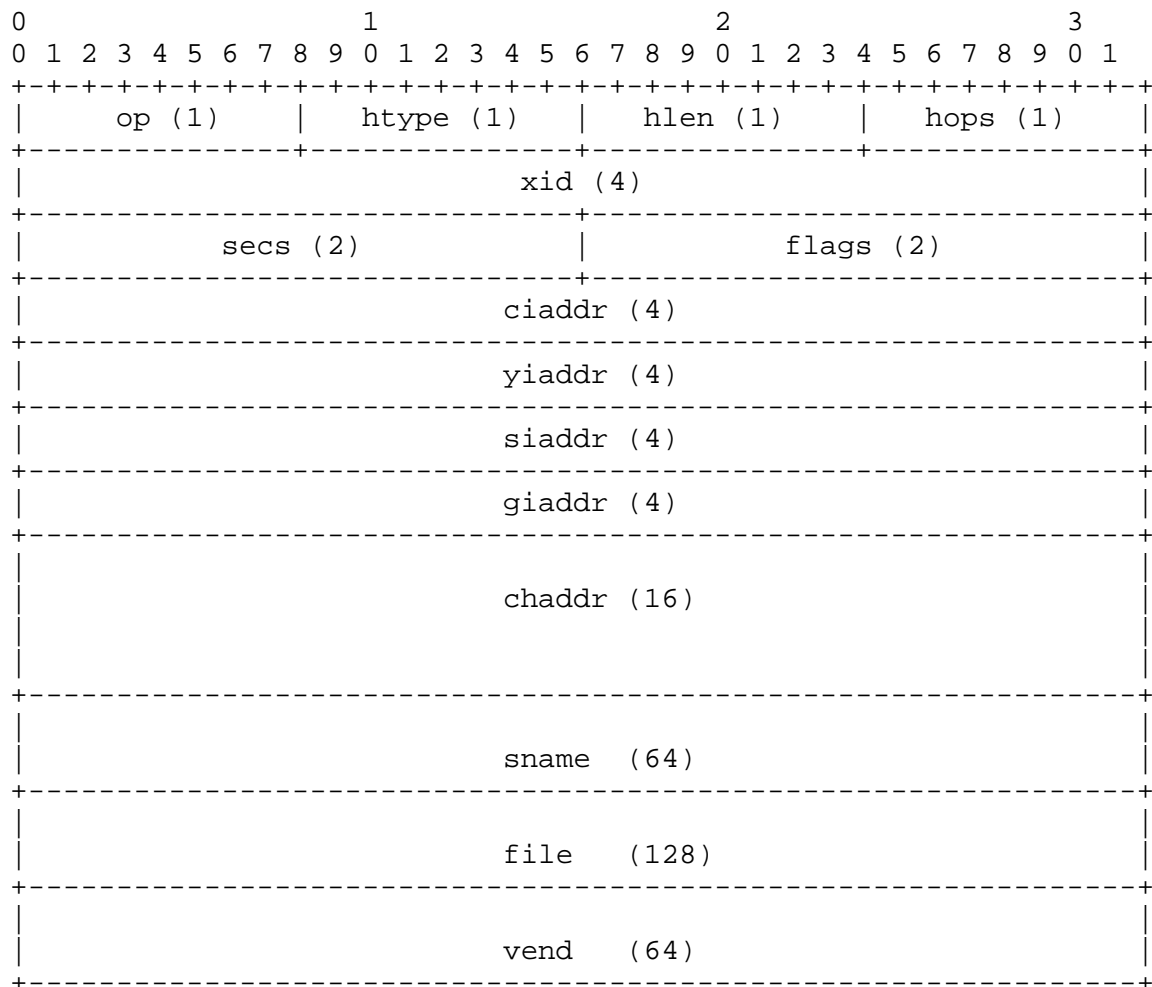 0                   1                   2                   3
0 1 2 3 4 5 6 7 8 9 0 1 2 3 4 5 6 7 8 9 0 1 2 3 4 5 6 7 8 9 0 1
+-+-+-+-+-+-+-+-+-+-+-+-+-+-+-+-+-+-+-+-+-+-+-+-+-+-+-+-+-+-+-+-+
|     op (1)    |   htype (1)   |   hlen (1)    |   hops (1)    |
+---------------+---------------+---------------+---------------+
|                            xid (4)                            |
+-------------------------------+-------------------------------+
|           secs (2)            |           flags (2)           |
+-------------------------------+-------------------------------+
|                           ciaddr (4)                          |
+---------------------------------------------------------------+
|                           yiaddr (4)                          |
+---------------------------------------------------------------+
|                           siaddr (4)                          |
+---------------------------------------------------------------+
|                           giaddr (4)                          |
+---------------------------------------------------------------+
|                                                               |
|                           chaddr (16)                         |
|                                                               |
|                                                               |
+---------------------------------------------------------------+
|                                                               |
|                           sname  (64)                         |
+---------------------------------------------------------------+
|                                                               |
|                           file   (128)                        |
+---------------------------------------------------------------+
|                                                               |
|                           vend   (64)                         |
+---------------------------------------------------------------+